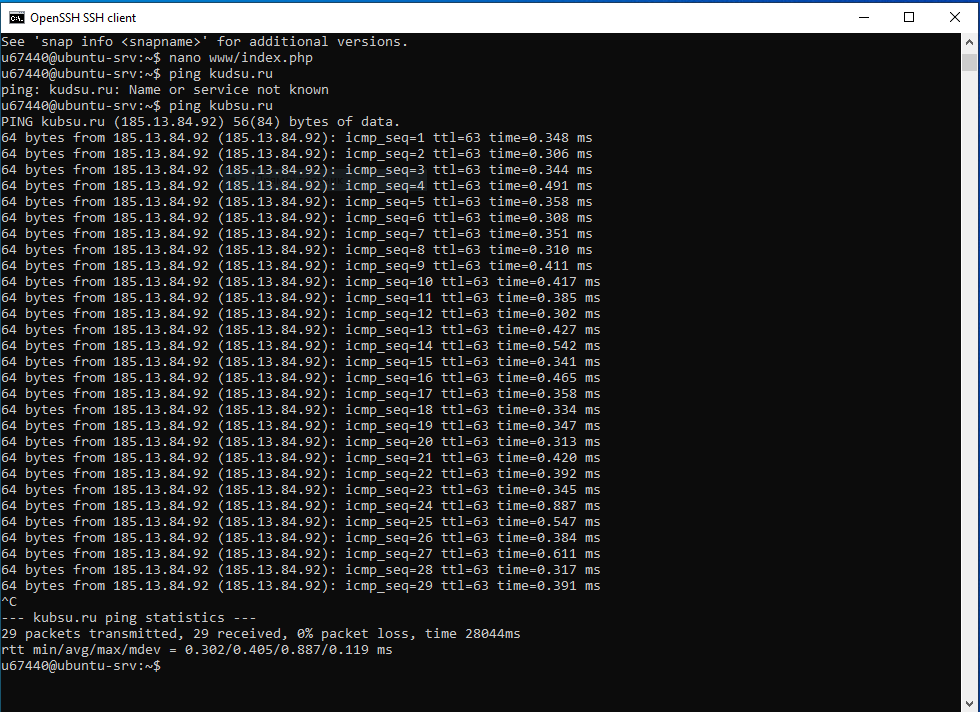 OpenSSH SSH client
See 'snap info <snapname>' for additional versions.
u67440@ubuntu-srv:~$ nano www/index.php
u67440@ubuntu-srv:~$ ping kudsu.ru
ping: kudsu.ru: Name or service not known
u67440@ubuntu-srv:~$ ping kubsu.ru
PING kubsu.ru (185.13.84.92) 56(84) bytes of data.
64 bytes from 185.13.84.92 (185.13.84.92): icmp_seq=1 ttl=63 time=0.348 ms
64 bytes from 185.13.84.92 (185.13.84.92): icmp_seq=2 ttl=63 time=0.306 ms
64 bytes from 185.13.84.92 (185.13.84.92): icmp_seq=3 ttl=63 time=0.344 ms
64 bytes from 185.13.84.92 (185.13.84.92): icmp_seq=4 ttl=63 time=0.491 ms
64 bytes from 185.13.84.92 (185.13.84.92): icmp_seq=5 ttl=63 time=0.358 ms
64 bytes from 185.13.84.92 (185.13.84.92): icmp_seq=6 ttl=63 time=0.308 ms
64 bytes from 185.13.84.92 (185.13.84.92): icmp_seq=7 ttl=63 time=0.351 ms
64 bytes from 185.13.84.92 (185.13.84.92): icmp_seq=8 ttl=63 time=0.310 ms
64 bytes from 185.13.84.92 (185.13.84.92): icmp_seq=9 ttl=63 time=0.411 ms
64 bytes from 185.13.84.92 (185.13.84.92): icmp_seq=10 ttl=63 time=0.417 ms
64 bytes from 185.13.84.92 (185.13.84.92): icmp_seq=11 ttl=63 time=0.385 ms
64 bytes from 185.13.84.92 (185.13.84.92): icmp_seq=12 ttl=63 time=0.302 ms
64 bytes from 185.13.84.92 (185.13.84.92): icmp_seq=13 ttl=63 time=0.427 ms
64 bytes from 185.13.84.92 (185.13.84.92): icmp_seq=14 ttl=63 time=0.542 ms
64 bytes from 185.13.84.92 (185.13.84.92): icmp_seq=15 ttl=63 time=0.341 ms
64 bytes from 185.13.84.92 (185.13.84.92): icmp_seq=16 ttl=63 time=0.465 ms
64 bytes from 185.13.84.92 (185.13.84.92): icmp_seq=17 ttl=63 time=0.358 ms
64 bytes from 185.13.84.92 (185.13.84.92): icmp_seq=18 ttl=63 time=0.334 ms
64 bytes from 185.13.84.92 (185.13.84.92): icmp_seq=19 ttl=63 time=0.347 ms
64 bytes from 185.13.84.92 (185.13.84.92): icmp_seq=20 ttl=63 time=0.313 ms
64 bytes from 185.13.84.92 (185.13.84.92): icmp_seq=21 ttl=63 time=0.420 ms
64 bytes from 185.13.84.92 (185.13.84.92): icmp_seq=22 ttl=63 time=0.392 ms
64 bytes from 185.13.84.92 (185.13.84.92): icmp_seq=23 ttl=63 time=0.345 ms
64 bytes from 185.13.84.92 (185.13.84.92): icmp_seq=24 ttl=63 time=0.887 ms
64 bytes from 185.13.84.92 (185.13.84.92): icmp_seq=25 ttl=63 time=0.547 ms
64 bytes from 185.13.84.92 (185.13.84.92): icmp_seq=26 ttl=63 time=0.384 ms
64 bytes from 185.13.84.92 (185.13.84.92): icmp_seq=27 ttl=63 time=0.611 ms
64 bytes from 185.13.84.92 (185.13.84.92): icmp_seq=28 ttl=63 time=0.317 ms
64 bytes from 185.13.84.92 (185.13.84.92): icmp_seq=29 ttl=63 time=0.391 ms
^C
--- kubsu.ru ping statistics ---
29 packets transmitted, 29 received, 0% packet loss, time 28044ms
rtt min/avg/max/mdev = 0.302/0.405/0.887/0.119 ms
u67440@ubuntu-srv:~$